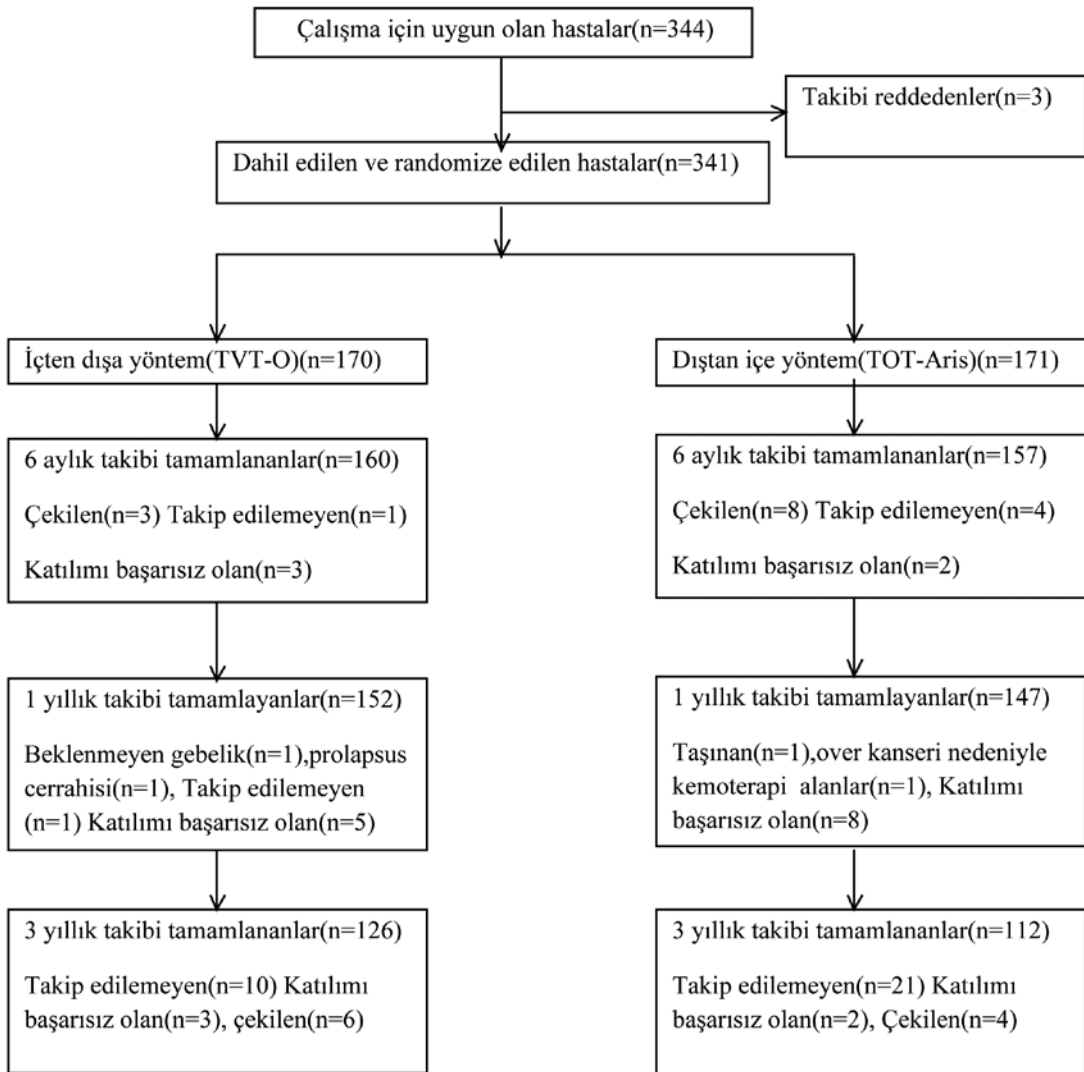 Çalışma için uygun olan hastalar(n=344)
Takibi reddedenler(n=3)
Dahil edilen ve randomize edilen hastalar(n=341)
İçten dışa yöntem(TVT-O)(n=170)
6 aylık takibi tamamlananlar(n=160)
Çekilen(n=3) Takip edilemeyen(n=1)
Katılımı başarısız olan(n=3)
1 yıllık takibi tamamlayanlar(n=152)
Beklenmeyen gebelik(n=1),prolapsus
cerrahisi(n=1), Takip edilemeyen
(n=1) Katılımı başarısız olan(n=5)
3 yıllık takibi tamamlananlar(n=126)
Takip edilemeyen(n=10) Katılımı
başarısız olan(n=3), çekilen(n=6)
Dıştan içe yöntem(TOT-Aris)(n=171)
6 aylık takibi tamamlananlar(n=157)
Çekilen(n=8) Takip edilemeyen(n=4)
Katılımı başarısız olan(n=2)
1 yıllık takibi tamamlayanlar(n=147)
Taşınan(n=1),over kanseri nedeniyle
kemoterapi alanlar(n=1), Katılımı
başarısız olan(n=8)
3 yıllık takibi tamamlananlar(n=112)
Takip edilemeyen(n=21) Katılımı
başarısız olan(n=2), Çekilen(n=4)